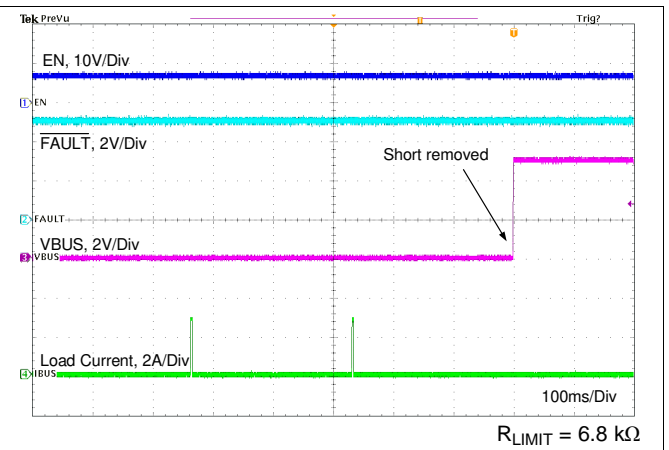 Tek PreVu
Trig?
T
T
EN, 10V/Div
1 EN
FAULT, 2V/Div
Short removed
2 FAULT
VBUS, 2V/Div
3 VBUS
Load Current, 2A/Div
4 IBUS
100ms/Div
RLIMIT = 6.8 kΩ